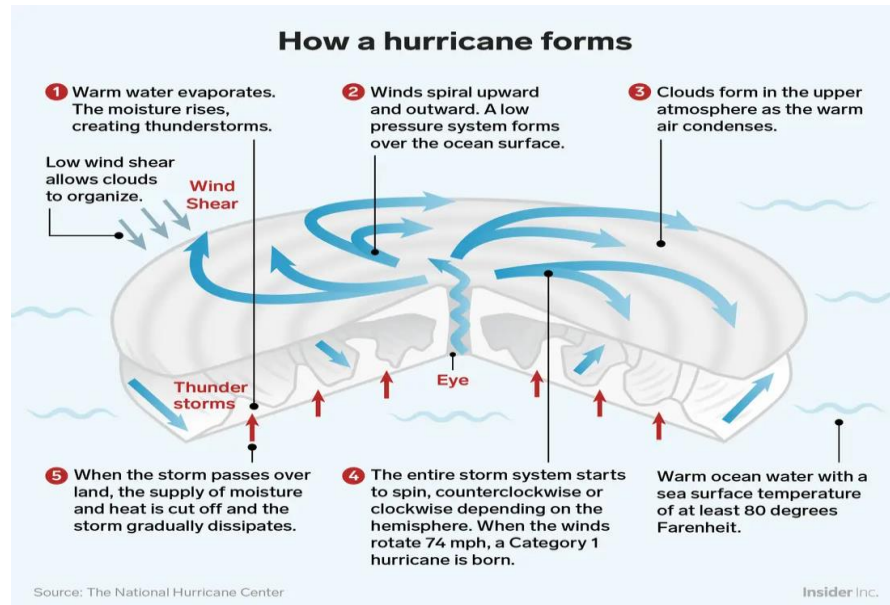 How a hurricane forms
1 Warm water evaporates.
The moisture rises,
creating thunderstorms.
2 Winds spiral upward
and outward. A low
pressure system forms
over the ocean surface.
3 Clouds form in the upper
atmosphere as the warm
air condenses.
Low wind shear
allows clouds
to organize.
Wind
Shear
Thunder
storms
Eye
5 When the storm passes over
land, the supply of moisture
and heat is cut off and the
storm gradually dissipates.
4 The entire storm system starts
to spin, counterclockwise or
clockwise depending on the
hemisphere. When the winds
rotate 74 mph, a Category 1
hurricane is born.
Warm ocean water with a
sea surface temperature
of at least 80 degrees
Farenheit.
Source: The National Hurricane Center
Insider Inc.